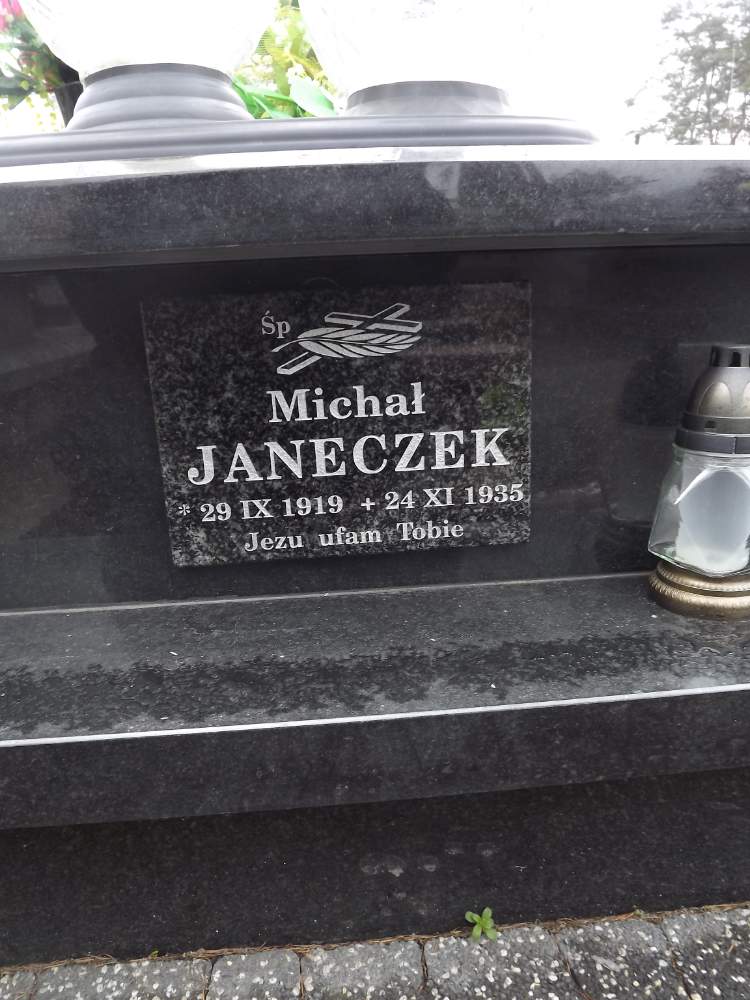 Śp
Michał
JANECZEK
* 29 IX 1919 + 24 XI 1935
Jezu ufam Tobie